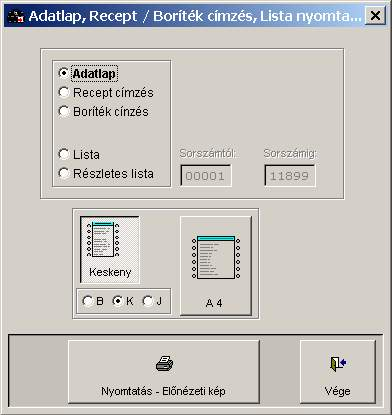 Adatlap, Recept / Boríték címzés, Lista nyomta...
Adatlap
Recept címzés
Boríték cínzés
Lista
Részletes lista
Sorszámtól:
Sorszámig:
00001
11899
Keskeny
B
K
J
A 4
Nyomtatás - Előnézeti kép
Vége